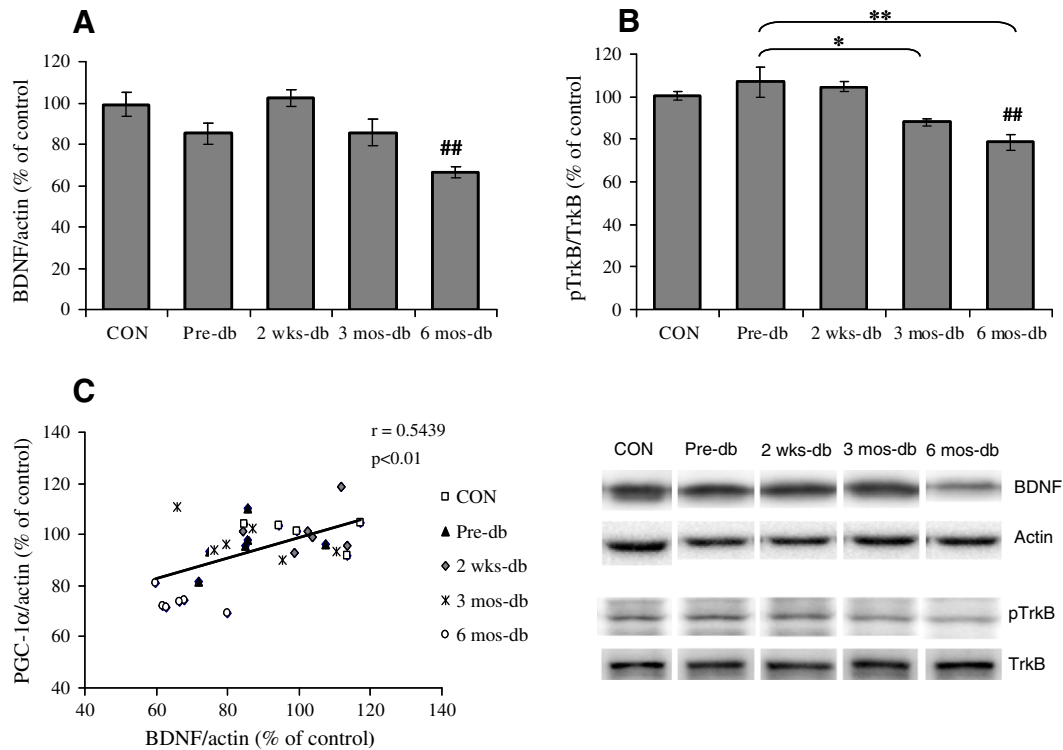 A
BDNF/actin (% of control)
120
100
80
60
40
20
0
##
CON Pre-db 2 wks-db 3 mos-db 6 mos-db
B
pTrkB/TrkB (% of control)
120
100
80
60
40
20
0
**
*
##
CON Pre-db 2 wks-db 3 mos-db 6 mos-db
C
PGC-1α/actin (% of control)
140
120
100
80
60
40
r = 0.5439
p<0.01
CON
Pre-db
2 wks-db
3 mos-db
6 mos-db
40 60 80 100 120 140
BDNF/actin (% of control)
CON Pre-db 2 wks-db 3 mos-db 6 mos-db
BDNF
Actin
pTrkB
TrkB